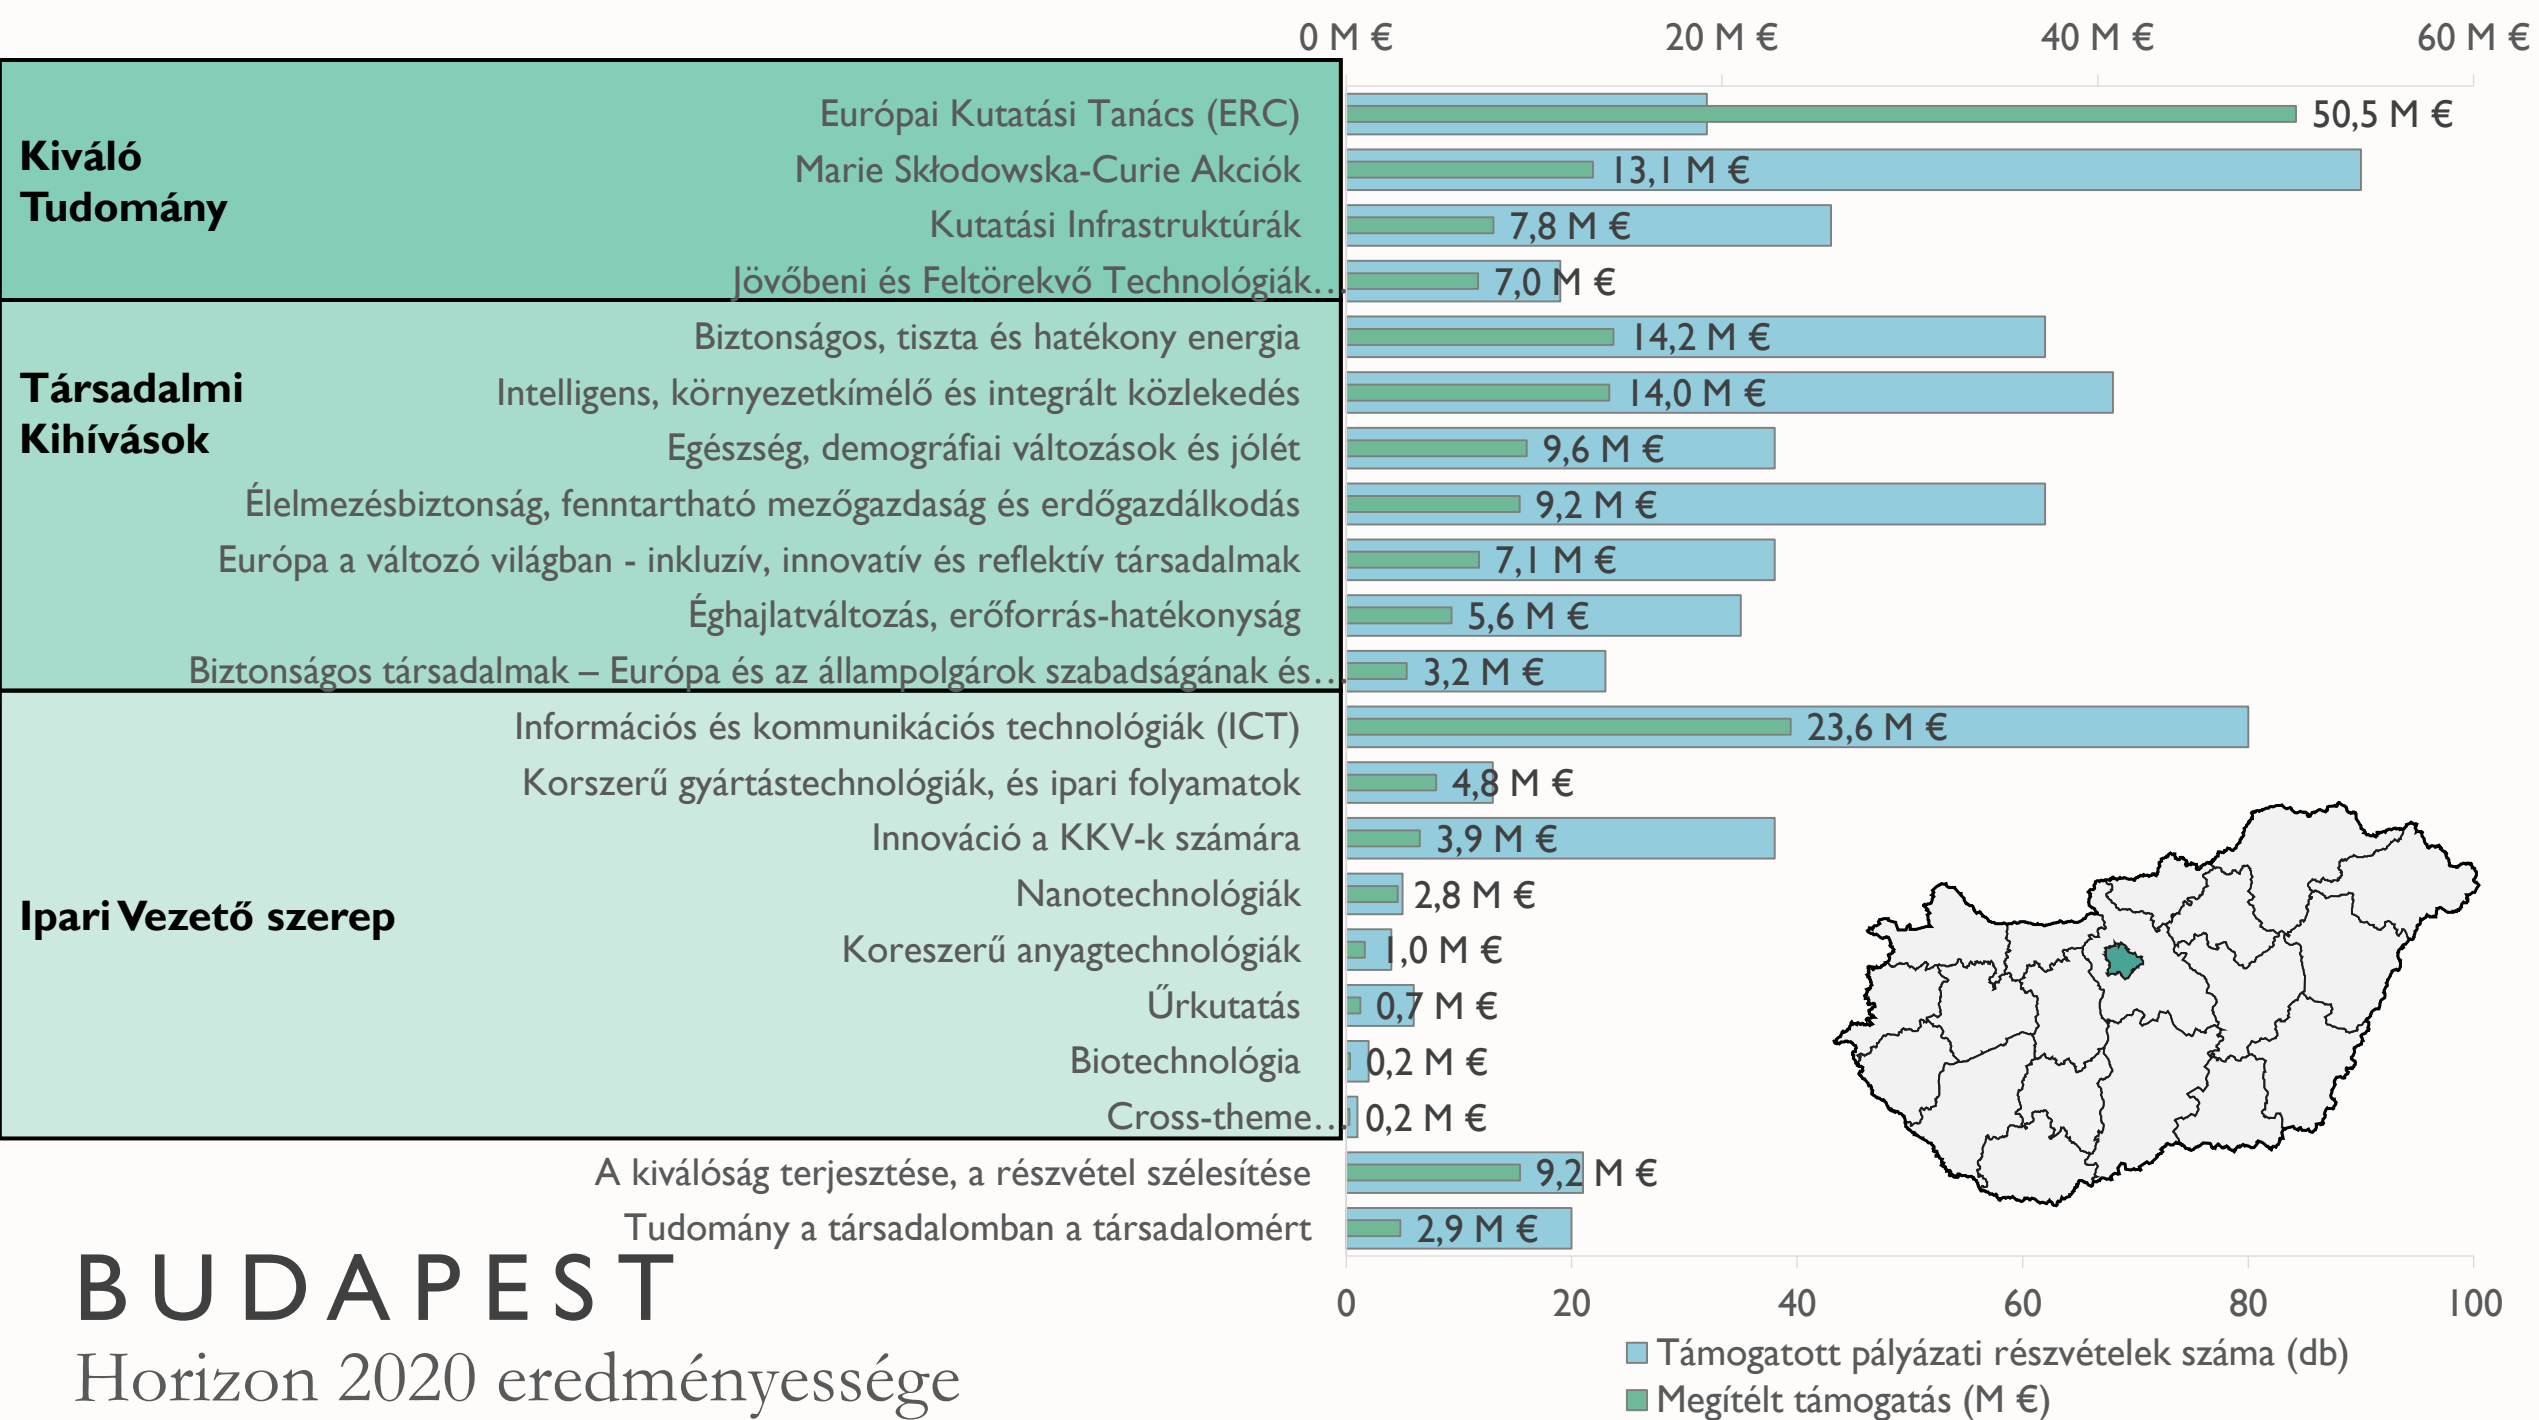 0 M €
20 M €
40 M €
60 M €
Kiváló
Tudomány
Európai Kutatási Tanács (ERC)
50,5 M €
Marie Skłodowska-Curie Akciók
13,1 M €
Kutatási Infrastruktúrák
7,8 M €
Jövőbeni és Feltörekvő Technológiák…
7,0 M €
Társadalmi
Kihívások
Biztonságos, tiszta és hatékony energia
14,2 M €
Intelligens, környezetkímélő és integrált közlekedés
14,0 M €
Egészség, demográfiai változások és jólét
9,6 M €
Élelmezésbiztonság, fenntartható mezőgazdaság és erdőgazdálkodás
9,2 M €
Európa a változó világban - inkluzív, innovatív és reflektív társadalmak
7,1 M €
Éghajlatváltozás, erőforrás-hatékonyság
5,6 M €
Biztonságos társadalmak – Európa és az állampolgárok szabadságának és…
3,2 M €
Ipari Vezető szerep
Információs és kommunikációs technológiák (ICT)
23,6 M €
Korszerű gyártástechnológiák, és ipari folyamatok
4,8 M €
Innováció a KKV-k számára
3,9 M €
Nanotechnológiák
2,8 M €
Koreszerű anyagtechnológiák
1,0 M €
Űrkutatás
0,7 M €
Biotechnológia
0,2 M €
Cross-theme…
0,2 M €
A kiválóság terjesztése, a részvétel szélesítése
9,2 M €
Tudomány a társadalomban a társadalomért
2,9 M €
0
20
40
60
80
100
BUDAPEST
Horizon 2020 eredményessége
Támogatott pályázati részvételek száma (db)
Megítélt támogatás (M €)